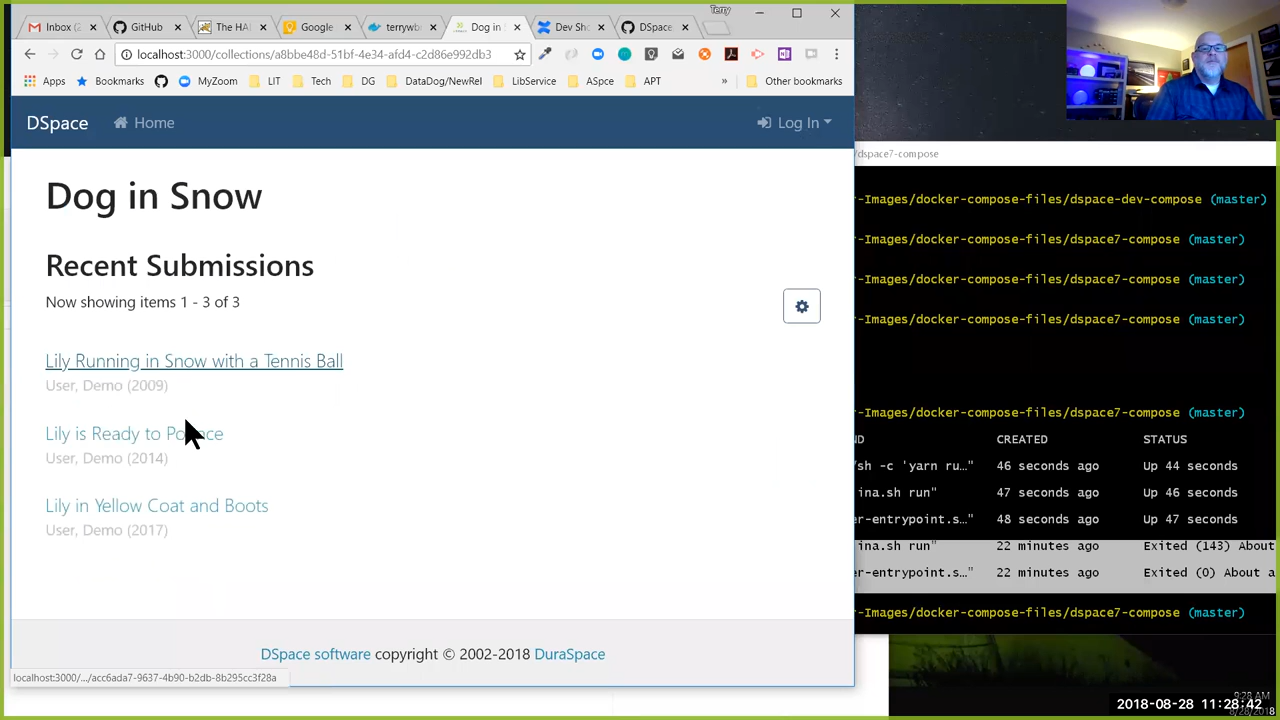 Terry
Inbox (2
GitHub
The HA
Google
terrywb
Dog in S
Dev Sh
DSpace
localhost:3000/collections/a8bbe48d-51bf-4e34-afd4-c2d86e992db3
Apps
Bookmarks
MyZoom
LIT
Tech
DG
DataDog/NewRel
LibService
ASpce
APT
»
Other bookmarks
DSpace
Home
Log In
Dog in Snow
Recent Submissions
Now showing items 1 - 3 of 3
Lily Running in Snow with a Tennis Ball
User, Demo (2009)
Lily is Ready to
User, Demo (2014)
Lily in Yellow Coat and Boots
User, Demo (2017)
DSpace software copyright © 2002-2018 DuraSpace
localhost:3000/.../acc6ada7-9637-4b90-b2db-8b295cc3f28a
/dspace7-compose
-Images/docker-compose-files/dspace-dev-compose (master)
-Images/docker-compose-files/dspace7-compose (master)
-Images/docker-compose-files/dspace7-compose (master)
-Images/docker-compose-files/dspace7-compose (master)
-Images/docker-compose-files/dspace7-compose (master)
D CREATED STATUS
/sh -c 'yarn ru…" 46 seconds ago Up 44 seconds
ina.sh run" 47 seconds ago Up 46 seconds
er-entrypoint.s…" 48 seconds ago Up 47 seconds
ina.sh run" 22 minutes ago Exited (143) About
er-entrypoint.s…" 22 minutes ago Exited (0) About a
-Images/docker-compose-files/dspace7-compose (master)
2018-08-28 11:28:42